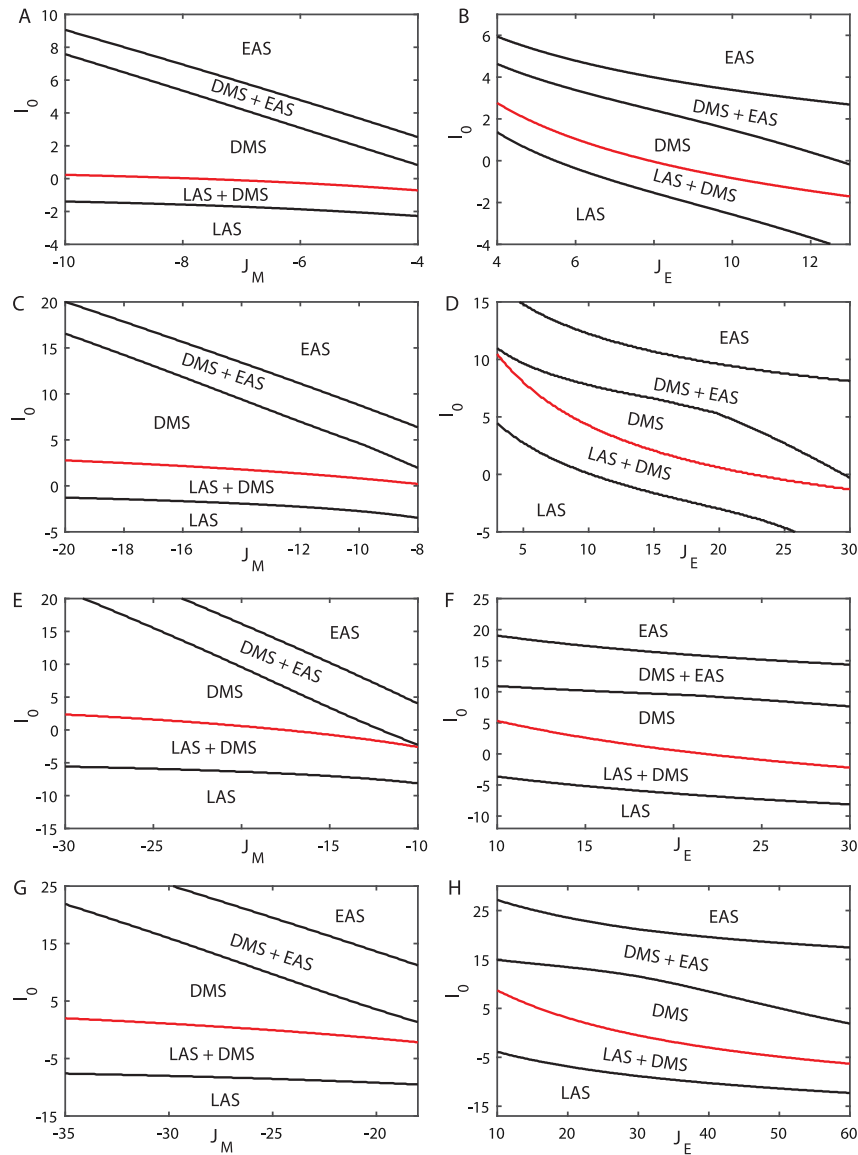 A
10
8
6
4
2
0
-2
-4
I0
EAS
DMS + EAS
DMS
LAS + DMS
LAS
-10
-8
-6
-4
JM
B
6
4
2
0
-2
-4
I0
EAS
DMS + EAS
DMS
LAS + DMS
LAS
4
6
8
10
12
JE
C
20
15
10
5
0
-5
I0
EAS
DMS + EAS
DMS
LAS + DMS
LAS
-20
-18
-16
-14
-12
-10
-8
JM
D
15
10
5
0
-5
I0
EAS
DMS + EAS
DMS
LAS + DMS
LAS
5
10
15
20
25
30
JE
E
20
15
10
5
0
-5
-10
-15
I0
EAS
DMS + EAS
DMS
LAS + DMS
LAS
-30
-25
-20
-15
-10
JM
F
25
20
15
10
5
0
-5
-10
I0
EAS
DMS + EAS
DMS
LAS + DMS
LAS
10
15
20
25
30
JE
G
25
15
5
-5
-15
I0
EAS
DMS + EAS
DMS
LAS + DMS
LAS
-35
-30
-25
-20
JM
H
25
15
5
-5
-15
I0
EAS
DMS + EAS
DMS
LAS + DMS
LAS
10
20
30
40
50
60
JE